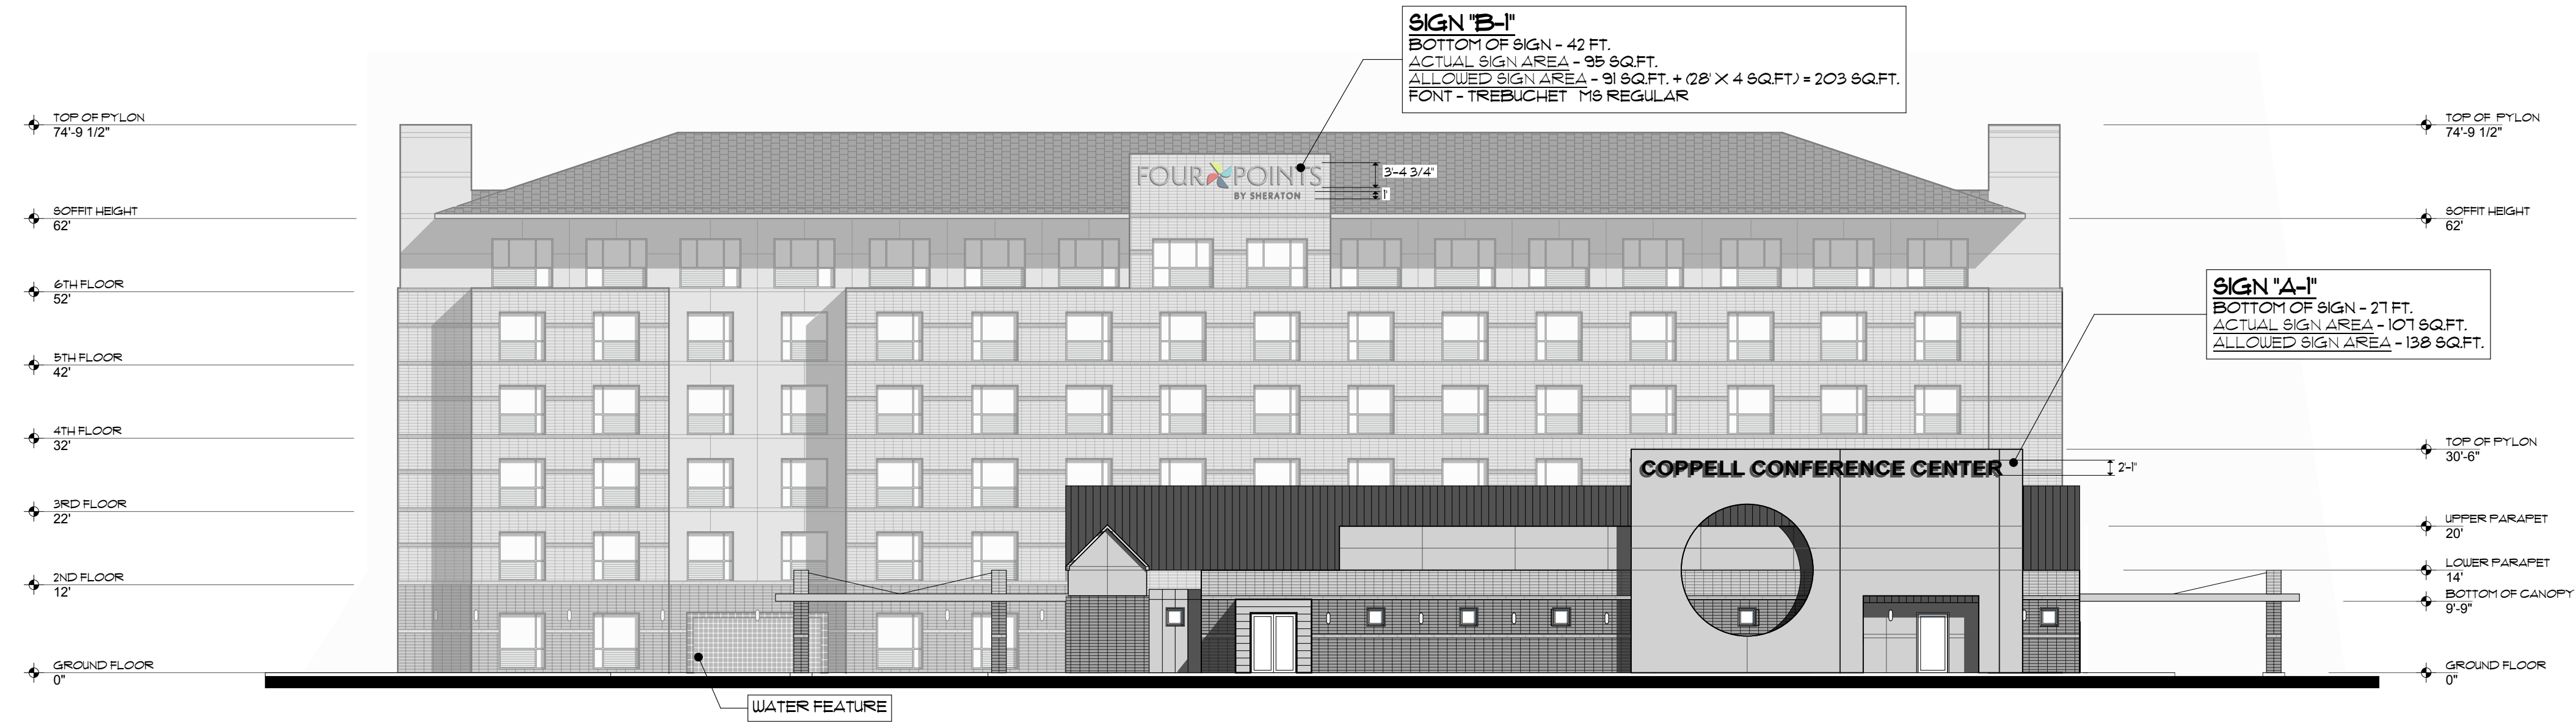 SIGN "B-1"
BOTTOM OF SIGN - 42 FT.
ACTUAL SIGN AREA - 95 SQ.FT.
ALLOWED SIGN AREA - 91 SQ.FT. + (28' X 4 SQ.FT) = 203 SQ.FT.
FONT - TREBUCHET MS REGULAR
TOP OF PYLON
74'-9 1/2"
SOFFIT HEIGHT
62'
6TH FLOOR
52'
5TH FLOOR
42'
4TH FLOOR
32'
3RD FLOOR
22'
2ND FLOOR
12'
GROUND FLOOR
0"
FOUR POINTS
BY SHERATON
3'-4 3/4"
1'
COPPELL CONFERENCE CENTER
2'-1"
WATER FEATURE
TOP OF PYLON
74'-9 1/2"
SOFFIT HEIGHT
62'
SIGN "A-1"
BOTTOM OF SIGN - 27 FT.
ACTUAL SIGN AREA - 107 SQ.FT.
ALLOWED SIGN AREA - 138 SQ.FT.
TOP OF PYLON
30'-6"
UPPER PARAPET
20'
LOWER PARAPET
14'
BOTTOM OF CANOPY
9'-9"
GROUND FLOOR
0"